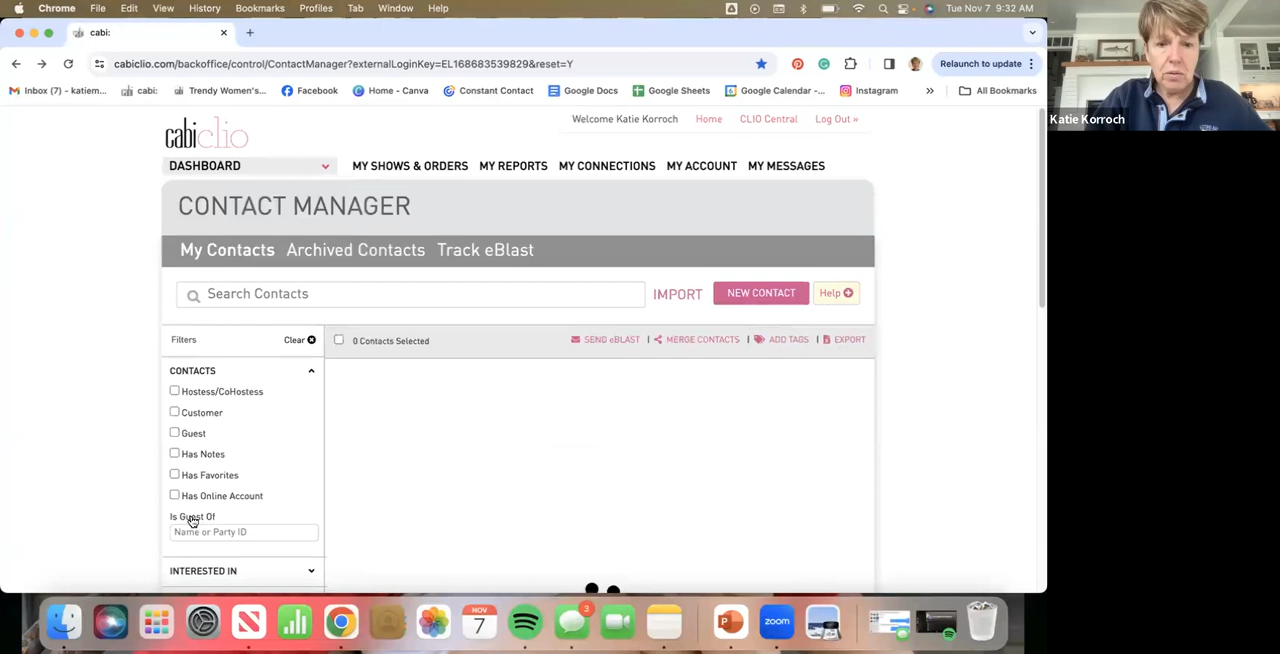 Chrome File Edit View History Bookmarks Profiles Tab Window Help Tue Nov 7 9:32 AM
cabi:
cabiclio.com/backoffice/control/ContactManager?externalLoginKey=EL168683539829&reset=Y Relaunch to update
Inbox (7) - katiem... cabi: Trendy Women's... Facebook Home - Canva Constant Contact Google Docs Google Sheets Google Calendar -... Instagram » All Bookmarks
Katie Korroch
cabiclio Welcome Katie Korroch Home CLIO Central Log Out »
DASHBOARD MY SHOWS & ORDERS MY REPORTS MY CONNECTIONS MY ACCOUNT MY MESSAGES
CONTACT MANAGER
My Contacts Archived Contacts Track eBlast
Search Contacts IMPORT NEW CONTACT Help
Filters Clear 0 Contacts Selected SEND eBLAST | MERGE CONTACTS | ADD TAGS | EXPORT
CONTACTS
Hostess/CoHostess
Customer
Guest
Has Notes
Has Favorites
Has Online Account
Is Guest Of
Name or Party ID
INTERESTED IN
NOV
7
3
zoom